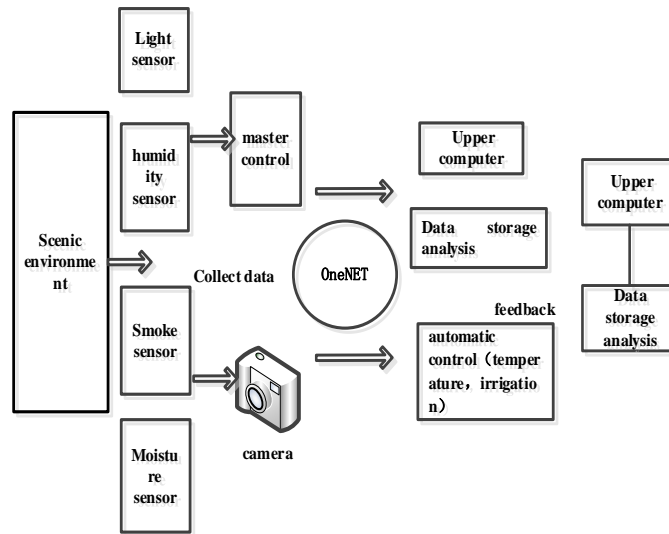 Light
sensor
humid
ity
sensor
master
control
Scenic
environme
nt
Collect data
Smoke
sensor
Moistu
re
sensor
camera
OneNET
Upper
computer
Data storage
analysis
feedback
automatic
control（temper
ature，irrigatio
n）
Upper
computer
Data
storage
analysis